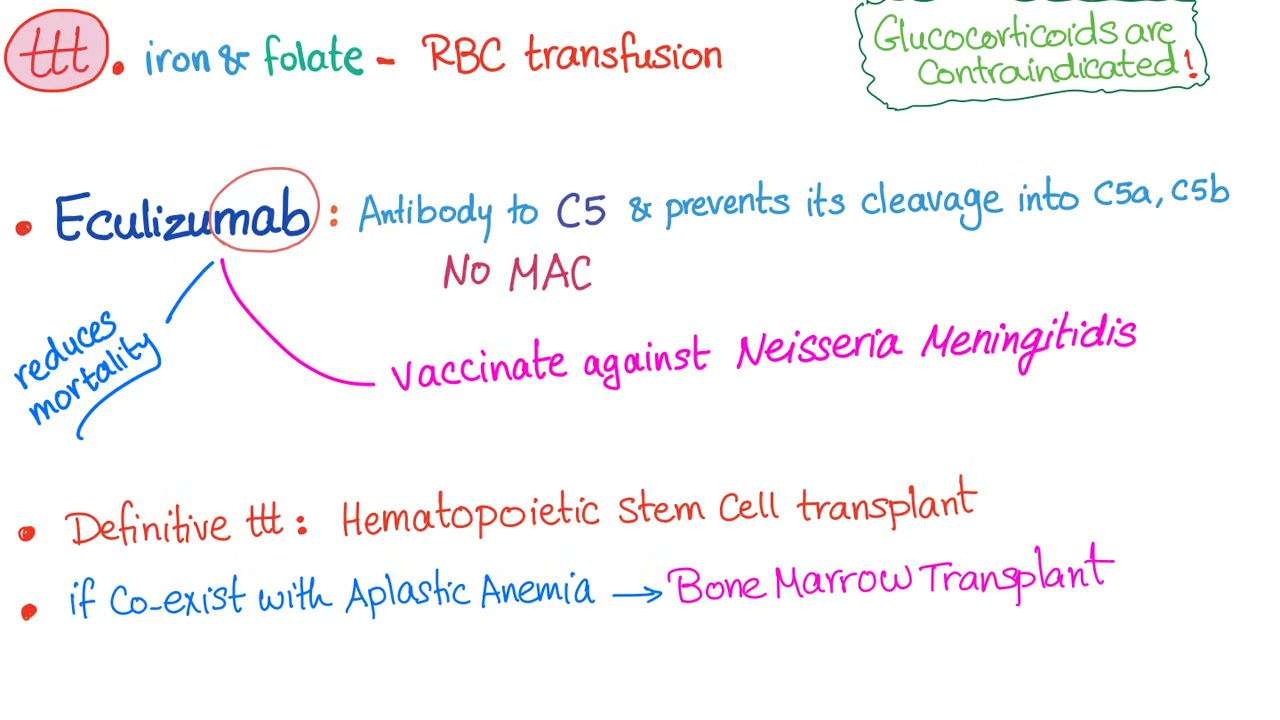 ttt. iron & folate - RBC transfusion
Glucocorticoids are
Contraindicated!
• Eculizumab : Antibody to C5 & prevents its cleavage into C5a, C5b
No MAC
reduces
mortality
vaccinate against Neisseria Meningitidis
• Definitive ttt : Hematopoietic Stem Cell transplant
• if Co-exist with Aplastic Anemia → Bone Marrow Transplant